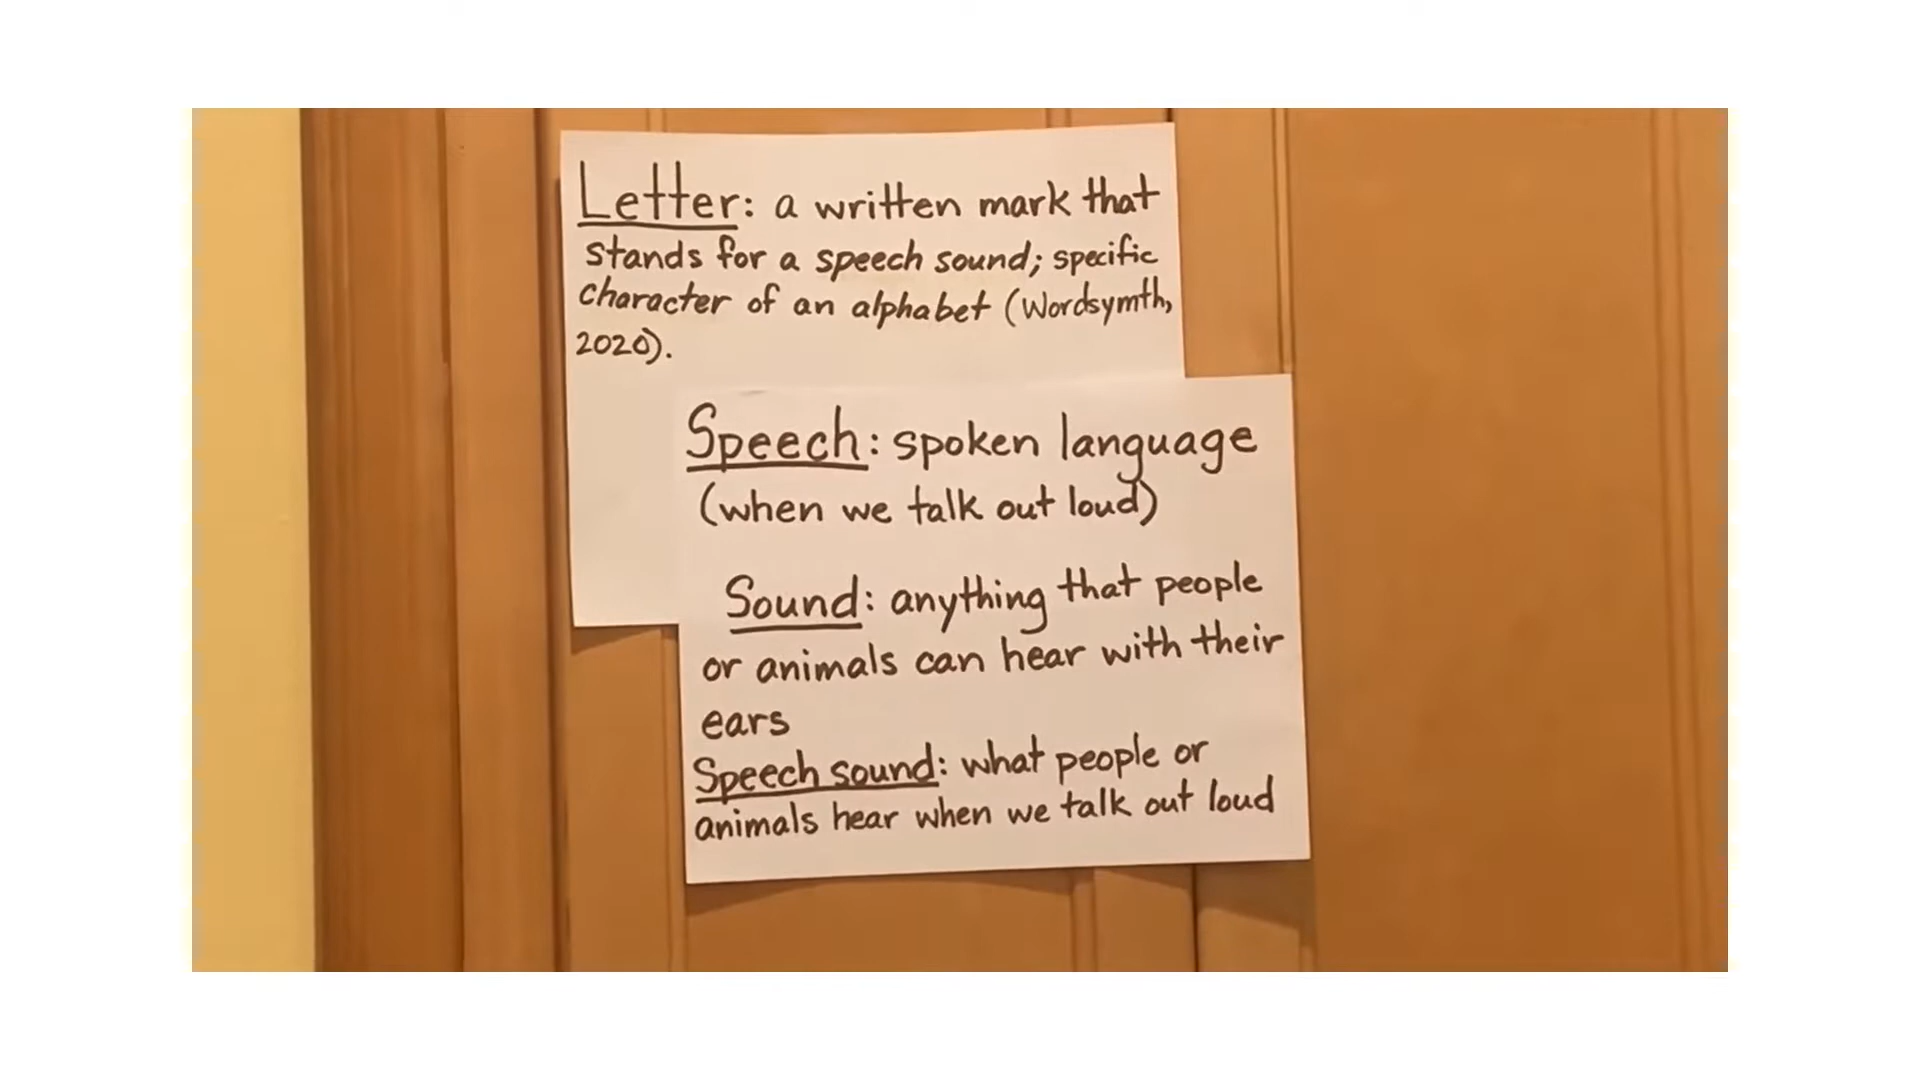 Letter: a written mark that
stands for a speech sound; specific
character of an alphabet (Wordsymth,
2020).
Speech: spoken language
(when we talk out loud)
Sound: anything that people
or animals can hear with their
ears
Speech sound: what people or
animals hear when we talk out loud